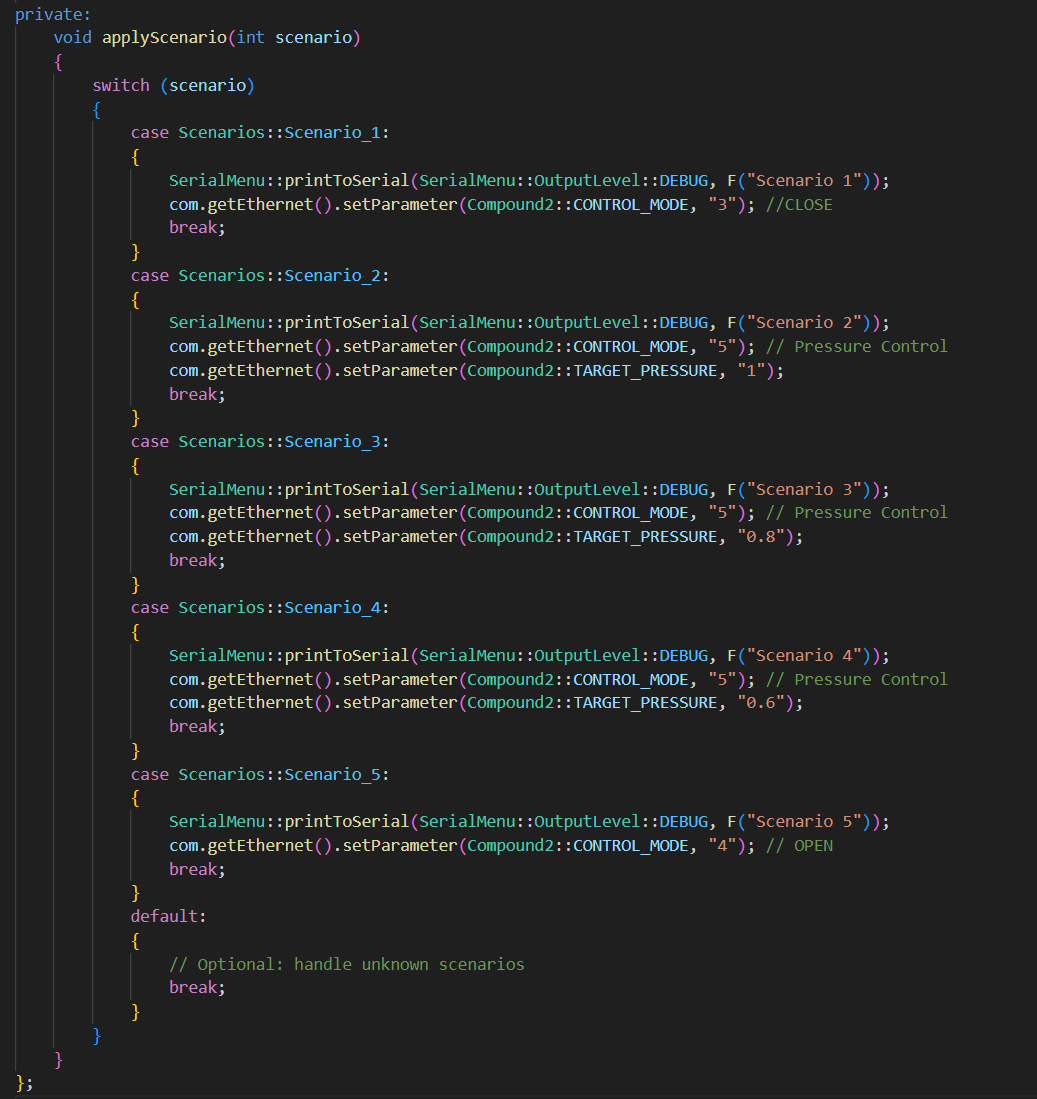 private:
    void applyScenario(int scenario)
    {
        switch (scenario)
        {
            case Scenarios::Scenario_1:
            {
                SerialMenu::printToSerial(SerialMenu::OutputLevel::DEBUG, F("Scenario 1"));
                com.getEthernet().setParameter(Compound2::CONTROL_MODE, "3"); //CLOSE
                break;
            }
            case Scenarios::Scenario_2:
            {
                SerialMenu::printToSerial(SerialMenu::OutputLevel::DEBUG, F("Scenario 2"));
                com.getEthernet().setParameter(Compound2::CONTROL_MODE, "5"); // Pressure Control
                com.getEthernet().setParameter(Compound2::TARGET_PRESSURE, "1");
                break;
            }
            case Scenarios::Scenario_3:
            {
                SerialMenu::printToSerial(SerialMenu::OutputLevel::DEBUG, F("Scenario 3"));
                com.getEthernet().setParameter(Compound2::CONTROL_MODE, "5"); // Pressure Control
                com.getEthernet().setParameter(Compound2::TARGET_PRESSURE, "0.8");
                break;
            }
            case Scenarios::Scenario_4:
            {
                SerialMenu::printToSerial(SerialMenu::OutputLevel::DEBUG, F("Scenario 4"));
                com.getEthernet().setParameter(Compound2::CONTROL_MODE, "5"); // Pressure Control
                com.getEthernet().setParameter(Compound2::TARGET_PRESSURE, "0.6");
                break;
            }
            case Scenarios::Scenario_5:
            {
                SerialMenu::printToSerial(SerialMenu::OutputLevel::DEBUG, F("Scenario 5"));
                com.getEthernet().setParameter(Compound2::CONTROL_MODE, "4"); // OPEN
                break;
            }
            default:
            {
                // Optional: handle unknown scenarios
                break;
            }
        }
    }
};